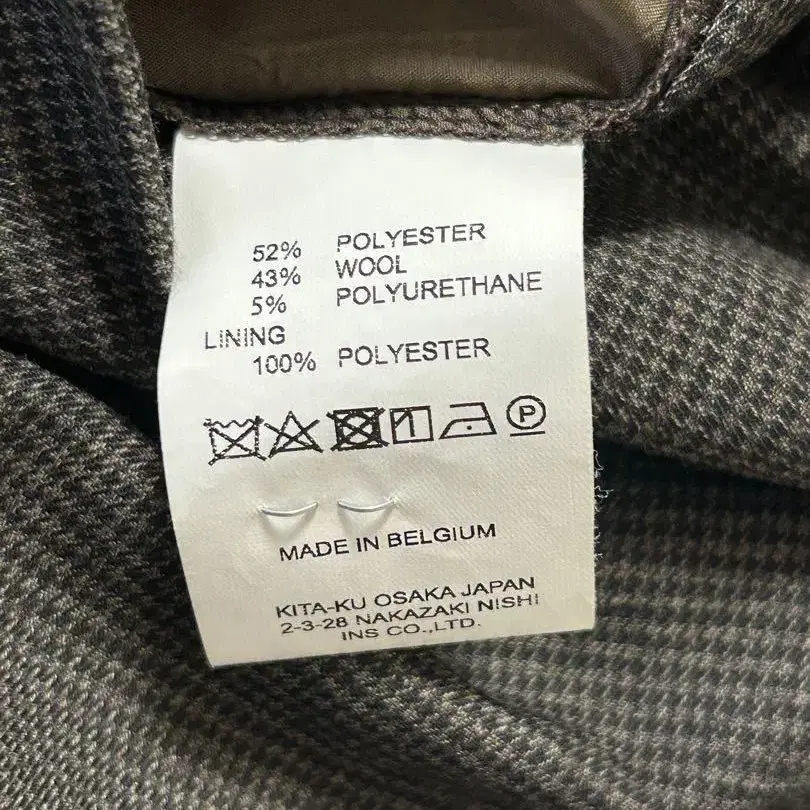 52% POLYESTER
43% WOOL
5% POLYURETHANE
LINING
100% POLYESTER
P
MADE IN BELGIUM
KITA-KU OSAKA JAPAN
2-3-28 NAKAZAKI NISHI
INS CO.,LTD.